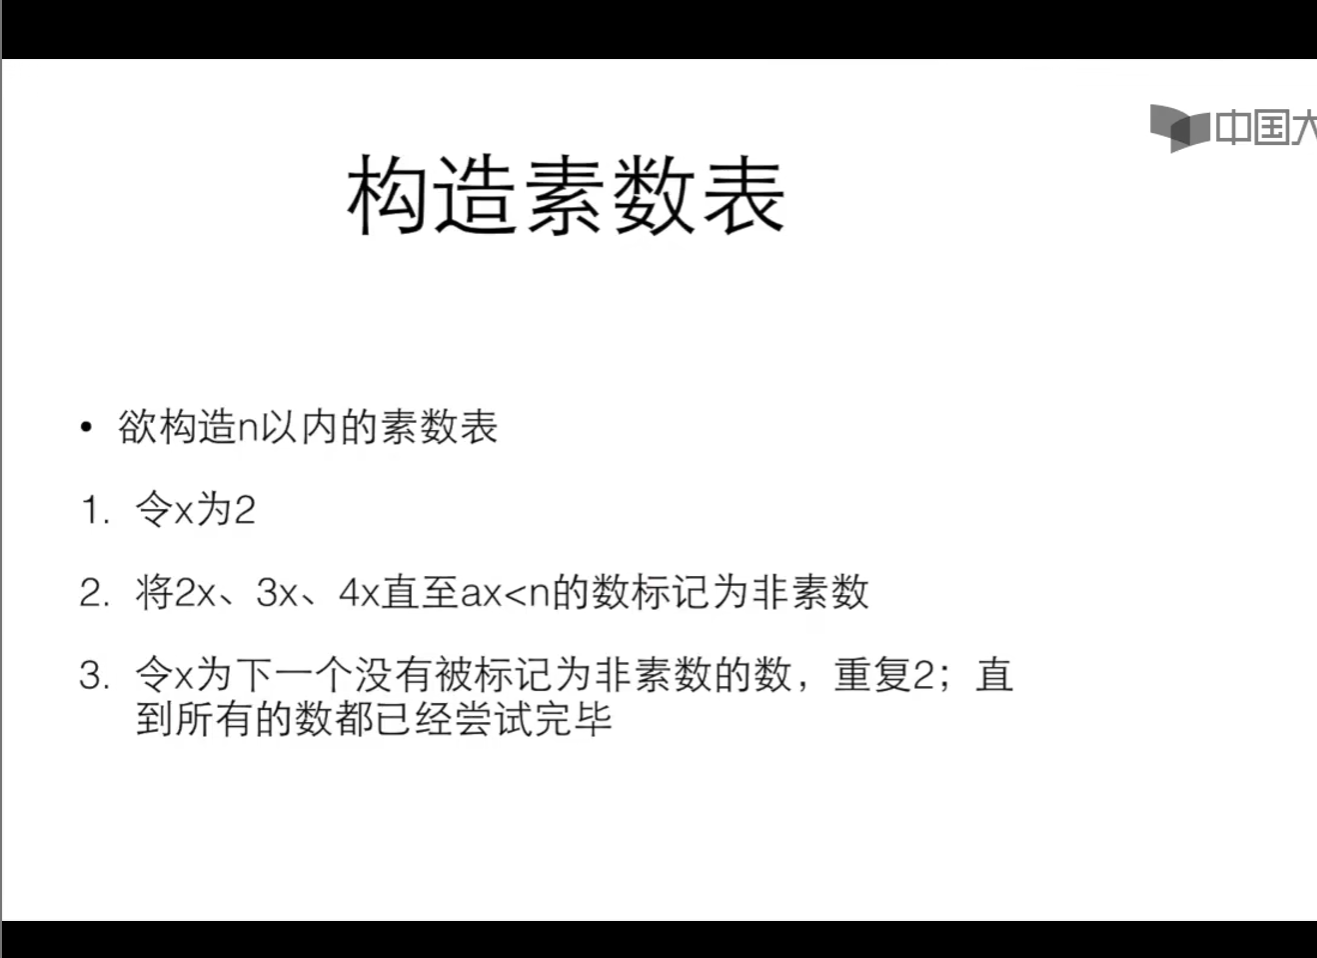 中国大
构造素数表
• 欲构造n以内的素数表
1. 令x为2
2. 将2x、3x、4x直至ax<n的数标记为非素数
3. 令x为下一个没有被标记为非素数的数，重复2；直
到所有的数都已经尝试完毕